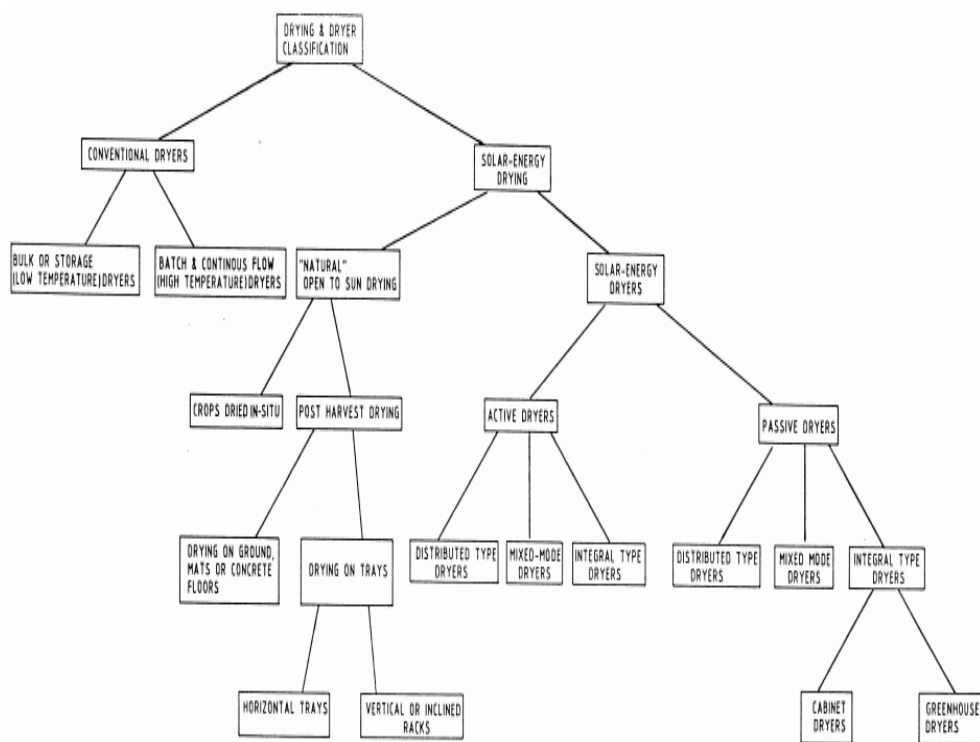 DRYING & DRYER
CLASSIFICATION
CONVENTIONAL DRYERS
SOLAR-ENERGY
DRYING
BULK OR STORAGE
(LOW TEMPERATURE)DRYERS
BATCH & CONTINOUS FLOW
(HIGH TEMPERATURE)DRYERS
"NATURAL"
OPEN TO SUN DRYING
SOLAR-ENERGY
DRYERS
CROPS DRIED IN-SITU
POST HARVEST DRYING
ACTIVE DRYERS
PASSIVE DRYERS
DRYING ON GROUND,
MATS OR CONCRETE
FLOORS
DRYING ON TRAYS
DISTRIBUTED TYPE
DRYERS
MIXED-MODE
DRYERS
INTEGRAL TYPE
DRYERS
DISTRIBUTED TYPE
DRYERS
MIXED MODE
DRYERS
INTEGRAL TYPE
DRYERS
HORIZONTAL TRAYS
VERTICAL OR INCLINED
RACKS
CABINET
DRYERS
GREENHOUSE
DRYERS